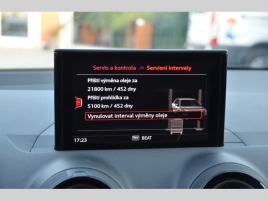 Servis a kontrola Servisní intervaly
Příští výměna oleje za
21800 km / 452 dny
Příští prohlídka za
5100 km / 452 dny
Vynulovat interval výměny oleje
17:23 BEAT